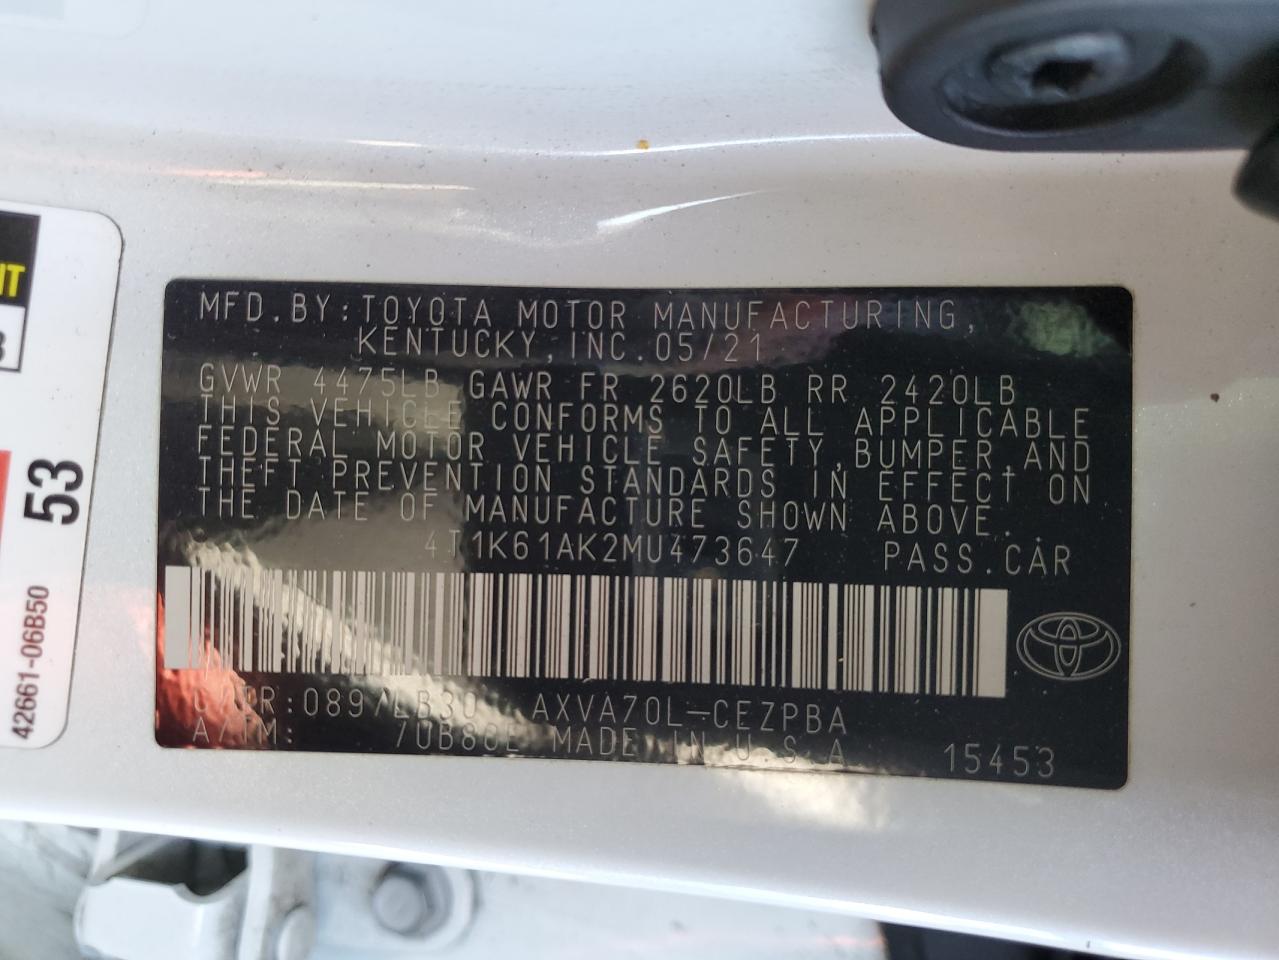 MFD.BY:TOYOTA MOTOR MANUFACTURING,
KENTUCKY,INC.05/21
GVWR 4475LB GAWR FR 2620LB RR 2420LB
THIS VEHICLE CONFORMS TO ALL APPLICABLE
FEDERAL MOTOR VEHICLE SAFETY,BUMPER,AND
THEFT PREVENTION STANDARDS IN EFFECT ON
THE DATE OF MANUFACTURE SHOWN ABOVE.
4T1K61AK2MU473647 PASS.CAR
AXVA70L-CEZPBA
A/TM: MADE IN U.S.A 15453
53
42661-06B50